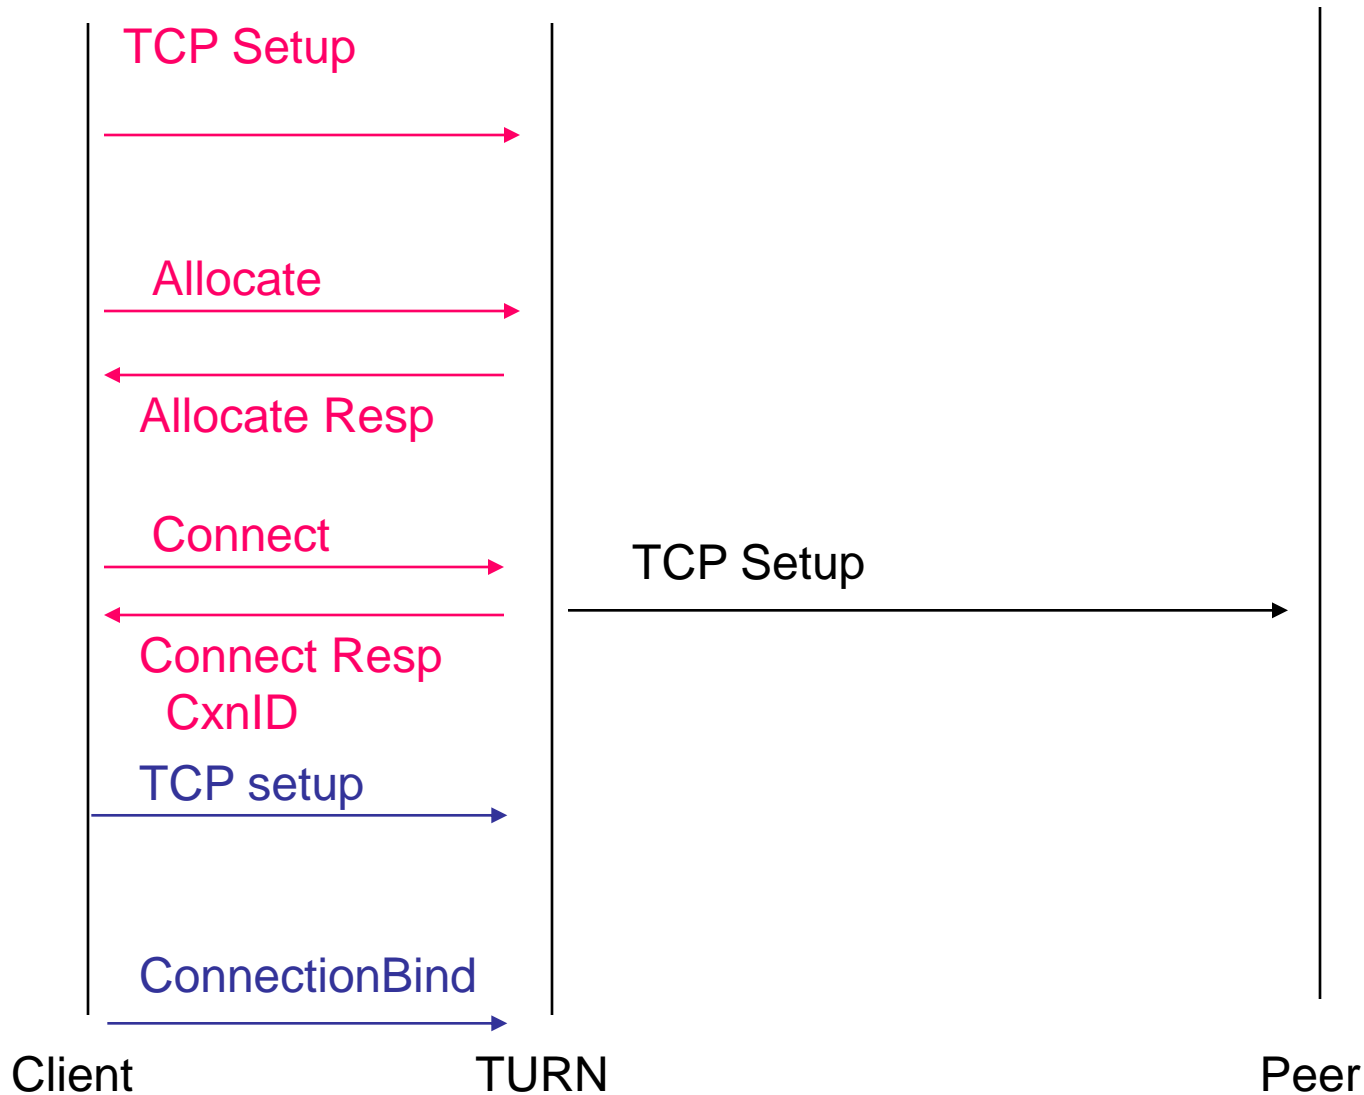 TCP Setup
Allocate
Allocate Resp
Connect
TCP Setup
Connect Resp
CxnID
TCP setup
ConnectionBind
Client
TURN
Peer